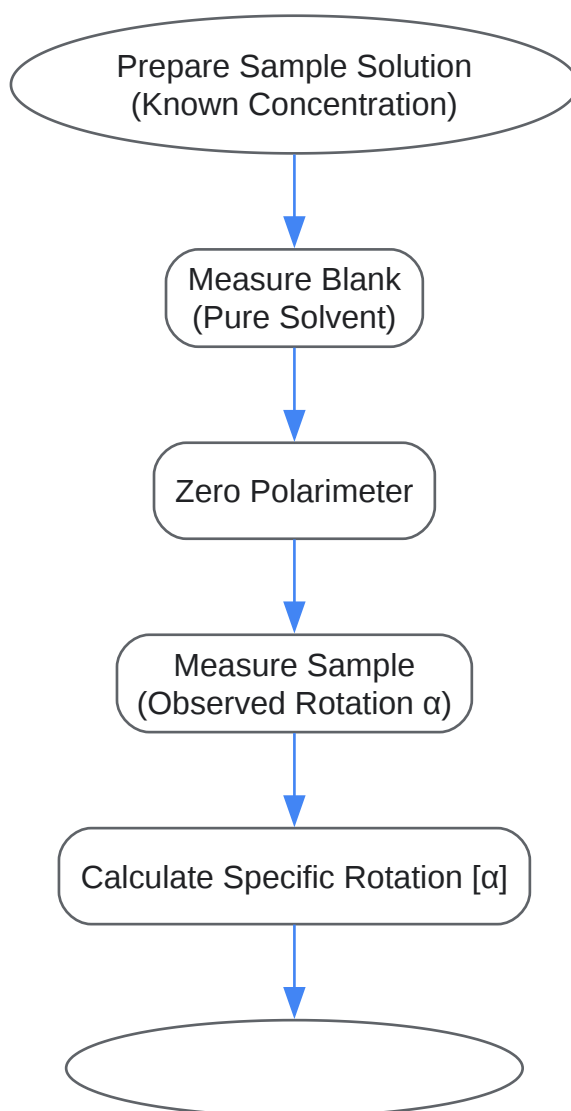 Prepare Sample Solution
(Known Concentration)
Measure Blank
(Pure Solvent)
Zero Polarimeter
Measure Sample
(Observed Rotation α)
Calculate Specific Rotation [α]